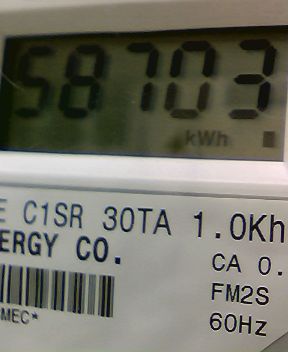 58703
kWh
E C1SR 30TA 1.0Kh
ERGY CO.
CA 0.
FM2S
MEC*
60Hz